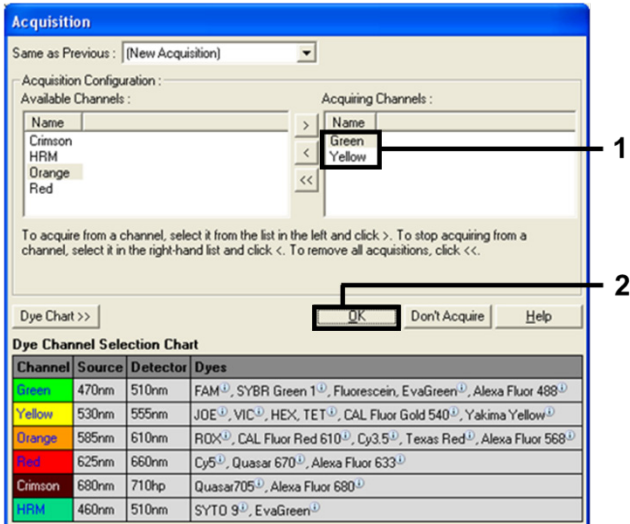 Acquisition
Same as Previous : (New Acquisition)
Acquisition Configuration :
Available Channels :
Acquiring Channels :
Name
Crimson
HRM
Orange
Red
>
<
<<
Name
Green
Yellow
1
To acquire from a channel, select it from the list in the left and click >. To stop acquiring from a
channel, select it in the right-hand list and click <. To remove all acquisitions, click <<.
2
Dye Chart >> OK Don't Acquire Help
Dye Channel Selection Chart
Channel Source Detector Dyes
Green 470nm 510nm FAM, SYBR Green 1, Fluorescein, EvaGreen, Alexa Fluor 488
Yellow 530nm 555nm JOE, VIC, HEX, TET, CAL Fluor Gold 540, Yakima Yellow
Orange 585nm 610nm ROX, CAL Fluor Red 610, Cy3.5, Texas Red, Alexa Fluor 568
Red 625nm 660nm Cy5, Quasar 670, Alexa Fluor 633
Crimson 680nm 710hp Quasar705, Alexa Fluor 680
HRM 460nm 510nm SYTO 9, EvaGreen